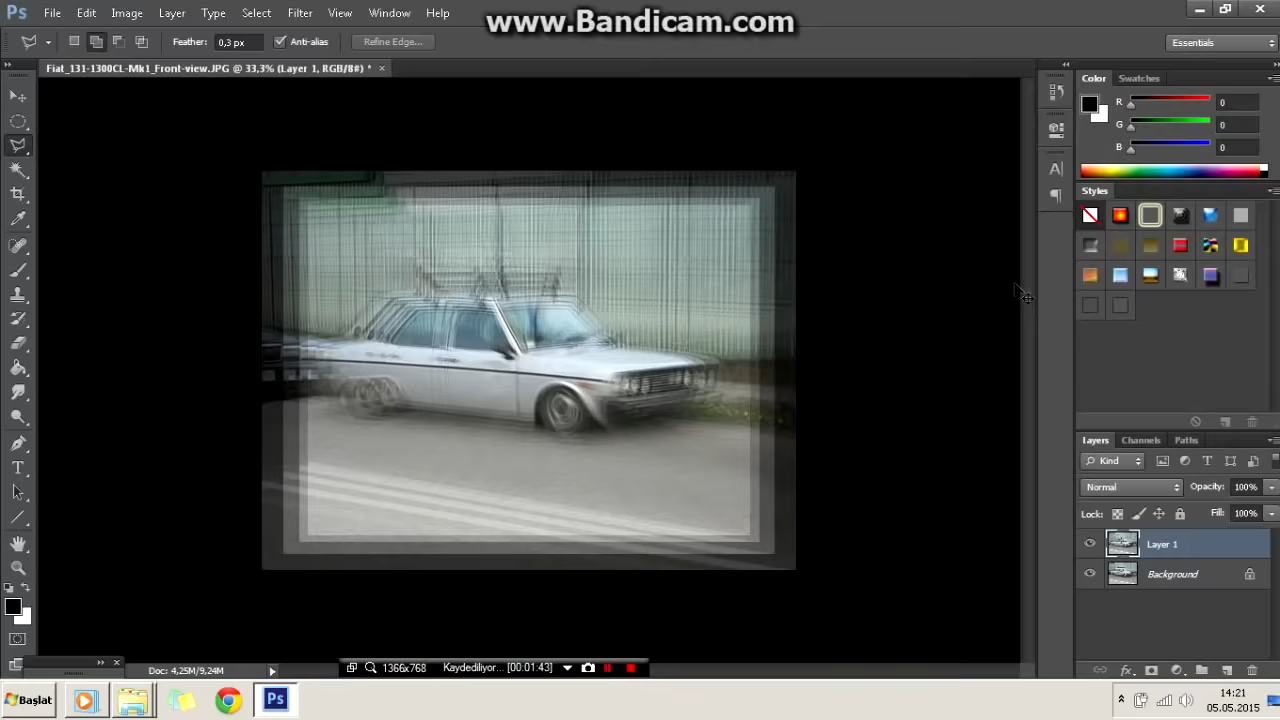 www.Bandicam.com
Ps File Edit Image Layer Type Select Filter View Window Help
Feather: 0,3 px Anti-alias Refine Edge... Essentials
Fiat_131-1300CL-Mk1_Front-view.JPG @ 33,3% (Layer 1, RGB/8#) *
Color Swatches
R 0
G 0
B 0
Styles
Layers Channels Paths
Kind
Normal Opacity: 100%
Lock: Fill: 100%
Layer 1
Background
Doc: 4,25M/9,24M
1366x768 Kaydediliyor... [00:01:43]
Başlat Ps 14:21
05.05.2015